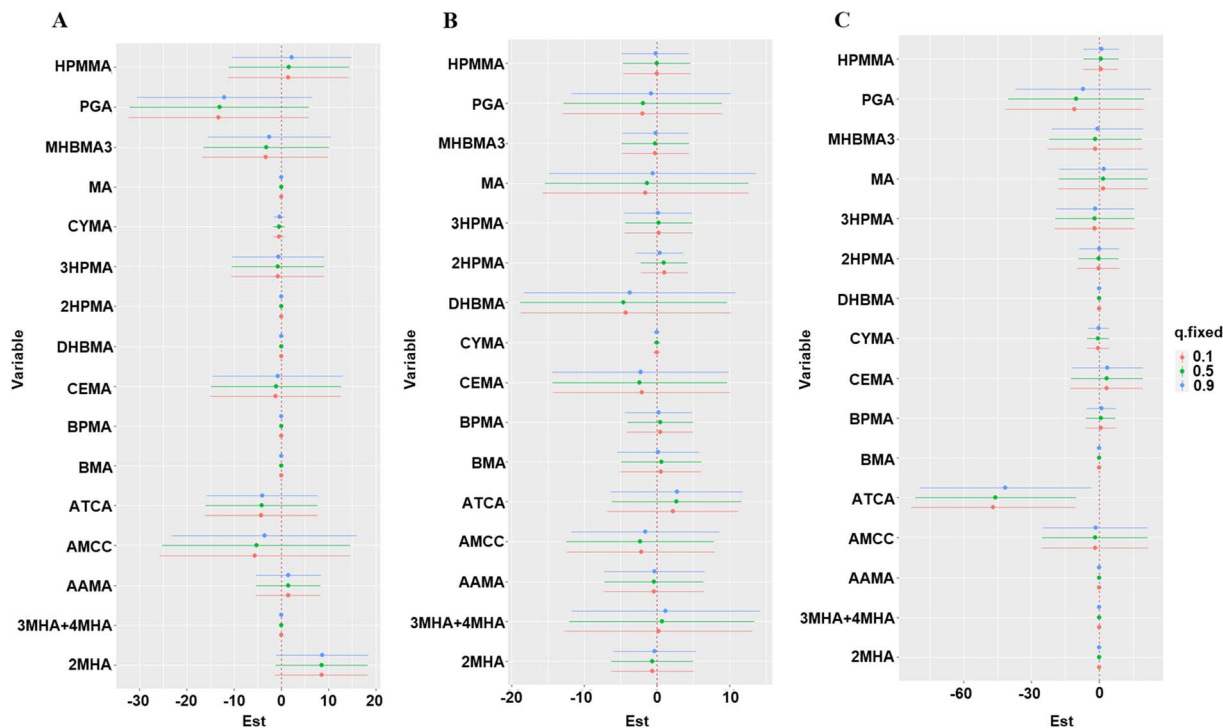 A
Variable
HPMMA
PGA
MHBMA3
MA
CYMA
3HPMA
2HPMA
DHBMA
CEMA
BPMA
BMA
ATCA
AMCC
AAMA
3MHA+4MHA
2MHA
-30 -20 -10 0 10 20
Est
B
Variable
HPMMA
PGA
MHBMA3
MA
3HPMA
2HPMA
DHBMA
CYMA
CEMA
BPMA
BMA
ATCA
AMCC
AAMA
3MHA+4MHA
2MHA
-20 -10 0 10
Est
C
Variable
HPMMA
PGA
MHBMA3
MA
3HPMA
2HPMA
DHBMA
CYMA
CEMA
BPMA
BMA
ATCA
AMCC
AAMA
3MHA+4MHA
2MHA
-60 -30 0
Est
q.fixed
0.1
0.5
0.9